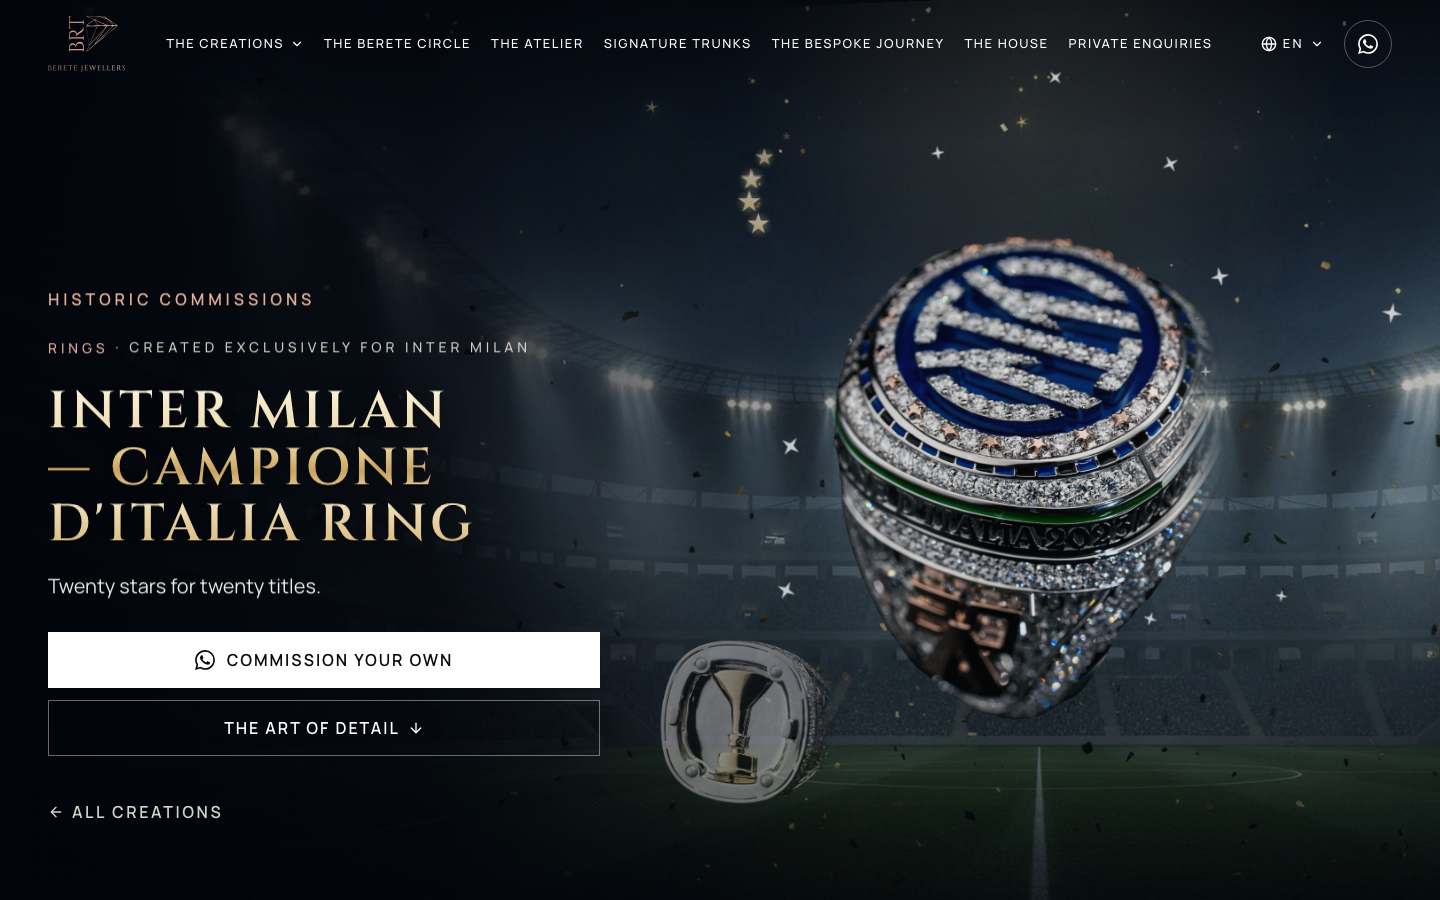 BRT
BERETE JEWELLERS
THE CREATIONS
THE BERETE CIRCLE
THE ATELIER
SIGNATURE TRUNKS
THE BESPOKE JOURNEY
THE HOUSE
PRIVATE ENQUIRIES
EN
HISTORIC COMMISSIONS
RINGS · CREATED EXCLUSIVELY FOR INTER MILAN
INTER MILAN
— CAMPIONE
D'ITALIA RING
Twenty stars for twenty titles.
COMMISSION YOUR OWN
THE ART OF DETAIL ↓
← ALL CREATIONS
D'ITALIA 2023/